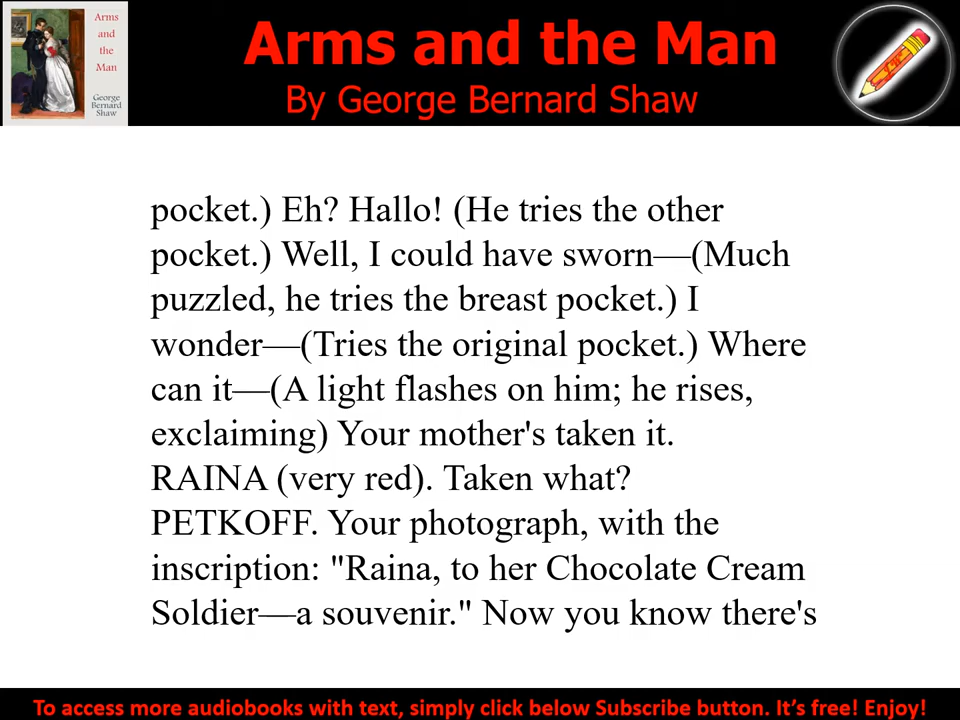 Arms
and
the
Man
George
Bernard
Shaw
Arms and the Man
By George Bernard Shaw
pocket.) Eh? Hallo! (He tries the other
pocket.) Well, I could have sworn—(Much
puzzled, he tries the breast pocket.) I
wonder—(Tries the original pocket.) Where
can it—(A light flashes on him; he rises,
exclaiming) Your mother's taken it.
RAINA (very red). Taken what?
PETKOFF. Your photograph, with the
inscription: "Raina, to her Chocolate Cream
Soldier—a souvenir." Now you know there's
To access more audiobooks with text, simply click below Subscribe button. It's free! Enjoy!